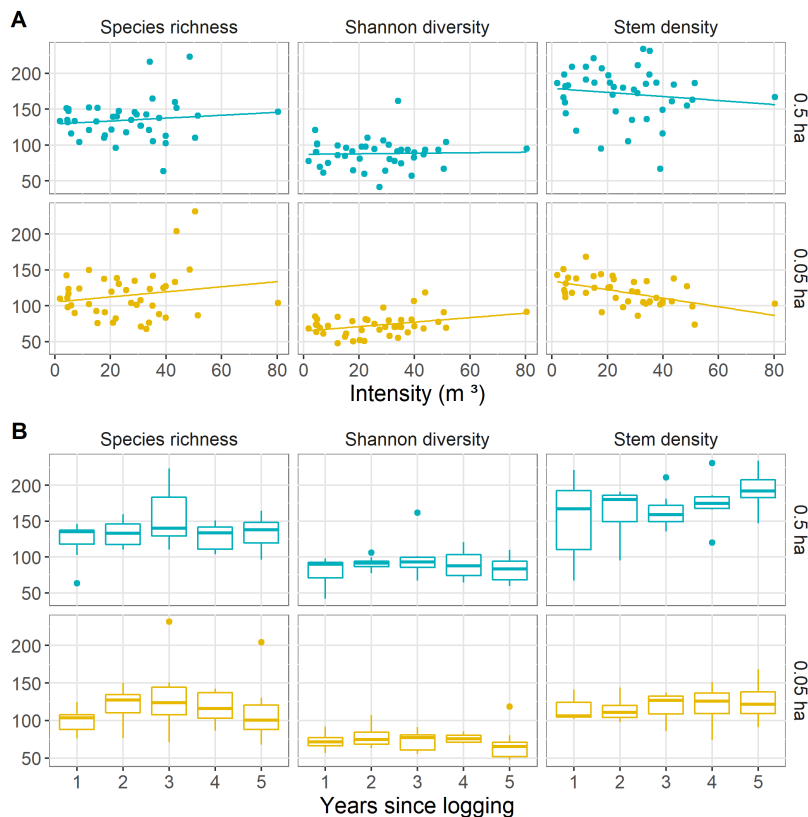 A
Species richness
Shannon diversity
Stem density
200
150
100
50
0.5 ha
200
150
100
50
0.05 ha
0 20 40 60 80
0 20 40 60 80
0 20 40 60 80
Intensity (m ³)
B
Species richness
Shannon diversity
Stem density
200
150
100
50
0.5 ha
200
150
100
50
0.05 ha
1 2 3 4 5
1 2 3 4 5
1 2 3 4 5
Years since logging